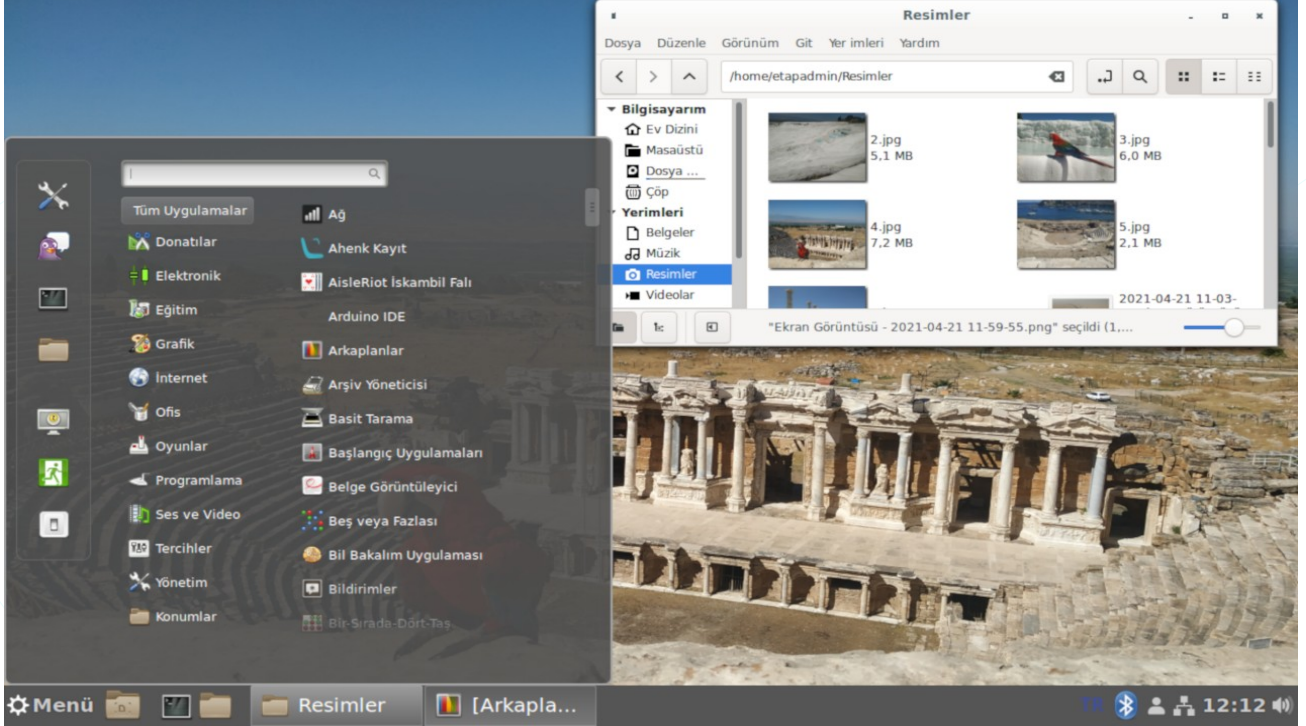 Resimler
Dosya Düzenle Görünüm Git Yer imleri Yardım
/home/etapadmin/Resimler
Bilgisayarım
Ev Dizini
Masaüstü
Dosya ...
Çöp
Yerimleri
Belgeler
Müzik
Resimler
Videolar
2.jpg
5,1 MB
3.jpg
6,0 MB
4.jpg
7,2 MB
5.jpg
2,1 MB
2021-04-21 11-03-
"Ekran Görüntüsü - 2021-04-21 11-59-55.png" seçildi (1,...
Tüm Uygulamalar
Donatılar
Elektronik
Eğitim
Grafik
İnternet
Ofis
Oyunlar
Programlama
Ses ve Video
Tercihler
Yönetim
Konumlar
Ağ
Ahenk Kayıt
AisleRiot İskambil Falı
Arduino IDE
Arkaplanlar
Arşiv Yöneticisi
Basit Tarama
Başlangıç Uygulamaları
Belge Görüntüleyici
Beş veya Fazlası
Bil Bakalım Uygulaması
Bildirimler
Bir-Sırada-Dört-Taş
Menü
Resimler
[Arkapla...
TR
12:12